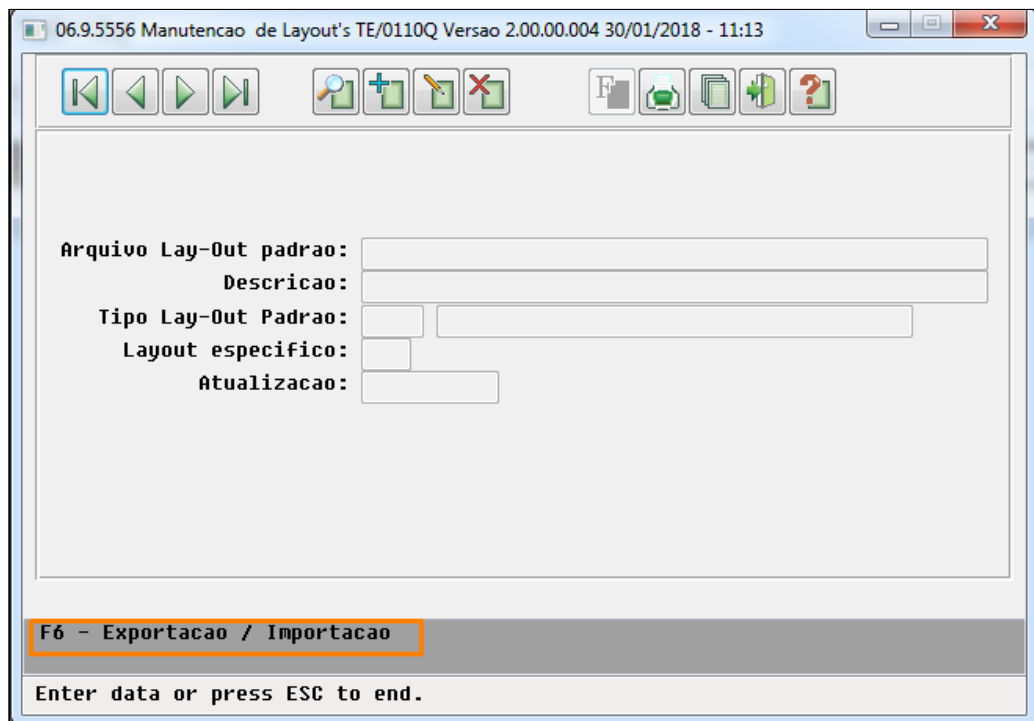 06.9.5556 Manutencao de Layout's TE/0110Q Versao 2.00.00.004 30/01/2018 - 11:13
F
Arquivo Lay-Out padrao:
Descricao:
Tipo Lay-Out Padrao:
Layout especifico:
Atualizacao:
F6 - Exportacao / Importacao
Enter data or press ESC to end.